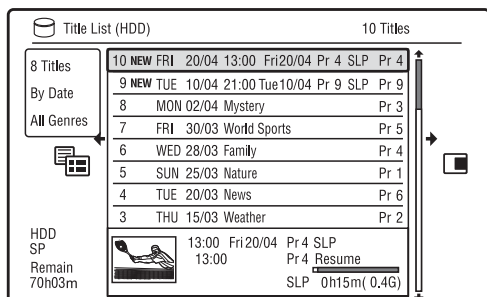 Title List (HDD) 10 Titles
8 Titles
By Date
All Genres
10 NEW FRI 20/04 13:00 Fri20/04 Pr 4 SLP Pr 4
9 NEW TUE 10/04 21:00 Tue10/04 Pr 9 SLP Pr 9
8 MON 02/04 Mystery Pr 3
7 FRI 30/03 World Sports Pr 5
6 WED 28/03 Family Pr 4
5 SUN 25/03 Nature Pr 1
4 TUE 20/03 News Pr 6
3 THU 15/03 Weather Pr 2
HDD
SP
Remain
70h03m
13:00 Fri20/04 Pr 4 SLP
13:00 Pr 4 Resume
SLP 0h15m( 0.4G)